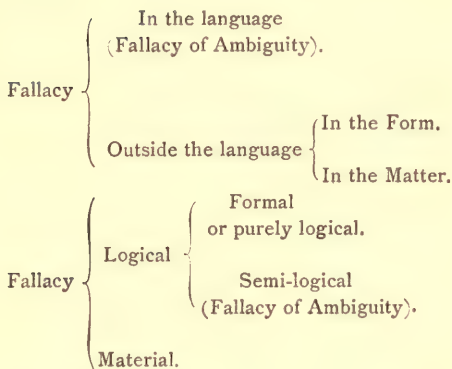 In the language
(Fallacy of Ambiguity).
Fallacy
Outside the language
In the Form.
In the Matter.
Formal
or purely logical.
Logical
Semi-logical
(Fallacy of Ambiguity).
Fallacy
Material.